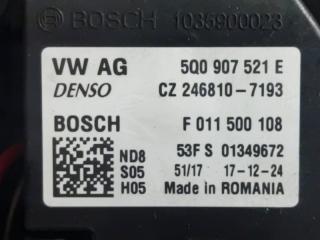 BOSCH 1035900023
VW AG 5Q0 907 521 E
DENSO CZ 246810-7193
BOSCH F 011 500 108
ND8 53F S 01349672
S05 51/17 17-12-24
H05 Made in ROMANIA